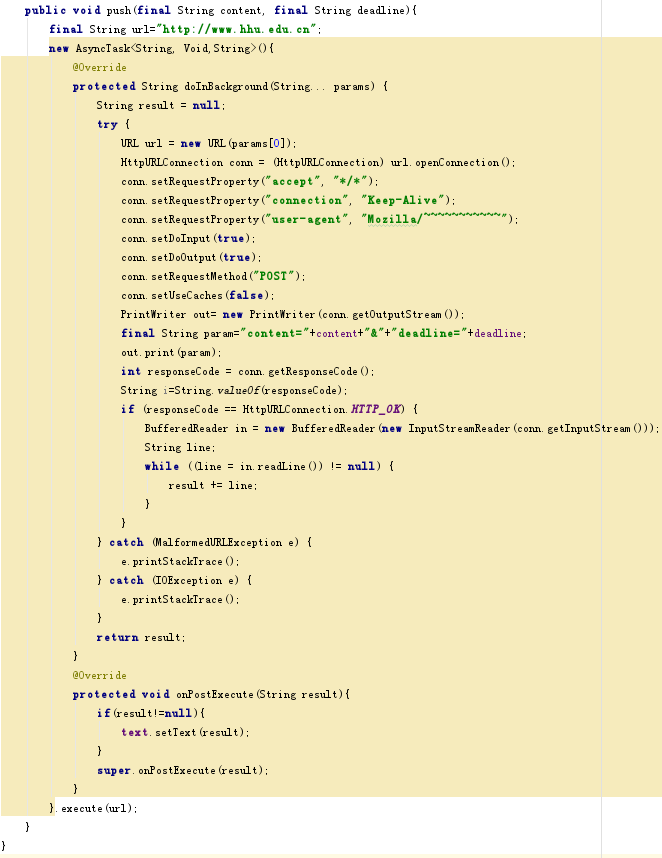 public void push(final String content, final String deadline){
final String url="http://www.hhu.edu.cn";
new AsyncTask<String, Void,String>(){
@Override
protected String doInBackground(String... params) {
String result = null;
try {
URL url = new URL(params[0]);
HttpURLConnection conn = (HttpURLConnection) url.openConnection();
conn.setRequestProperty("accept", "*/*");
conn.setRequestProperty("connection", "Keep-Alive");
conn.setRequestProperty("user-agent", "Mozilla/~~~~~~~~~~~");
conn.setDoInput(true);
conn.setDoOutput(true);
conn.setRequestMethod("POST");
conn.setUseCaches(false);
PrintWriter out= new PrintWriter(conn.getOutputStream());
final String param="content="+content+"&"+"deadline="+deadline;
out.print(param);
int responseCode = conn.getResponseCode();
String i=String.valueOf(responseCode);
if (responseCode == HttpURLConnection.HTTP_OK) {
BufferedReader in = new BufferedReader(new InputStreamReader(conn.getInputStream()));
String line;
while ((line = in.readLine()) != null) {
result += line;
}
}
} catch (MalformedURLException e) {
e.printStackTrace();
} catch (IOException e) {
e.printStackTrace();
}
return result;
}
@Override
protected void onPostExecute(String result){
if(result!=null){
text.setText(result);
}
super.onPostExecute(result);
}
}.execute(url);
}
}